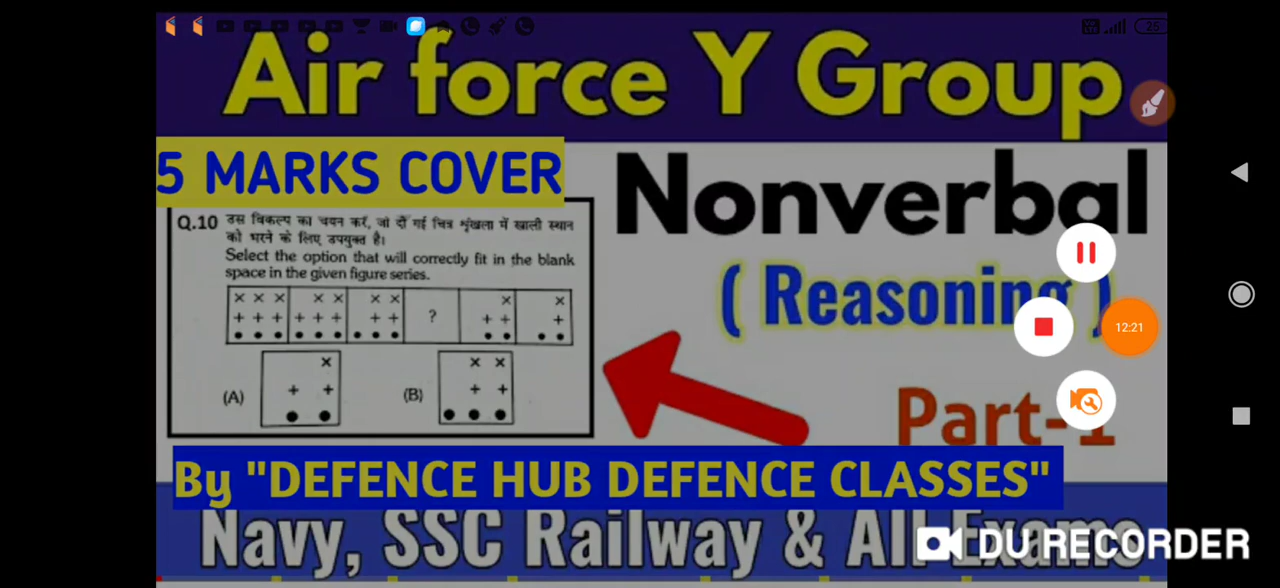 25
Air force Y Group
5 MARKS COVER
Nonverbal
( Reasoning )
Q.10 उस विकल्प का चयन करें, जो दी गई चित्र शृंखला में खाली स्थान
को भरने के लिए उपयुक्त है।
Select the option that will correctly fit in the blank
space in the given figure series.
× × × × × × × ? × ×
+ + + + + + + + + + +
(A) × + +
(B) × × + +
12:21
Part-1
By "DEFENCE HUB DEFENCE CLASSES"
Navy, SSC Railway & All Exams
DU RECORDER